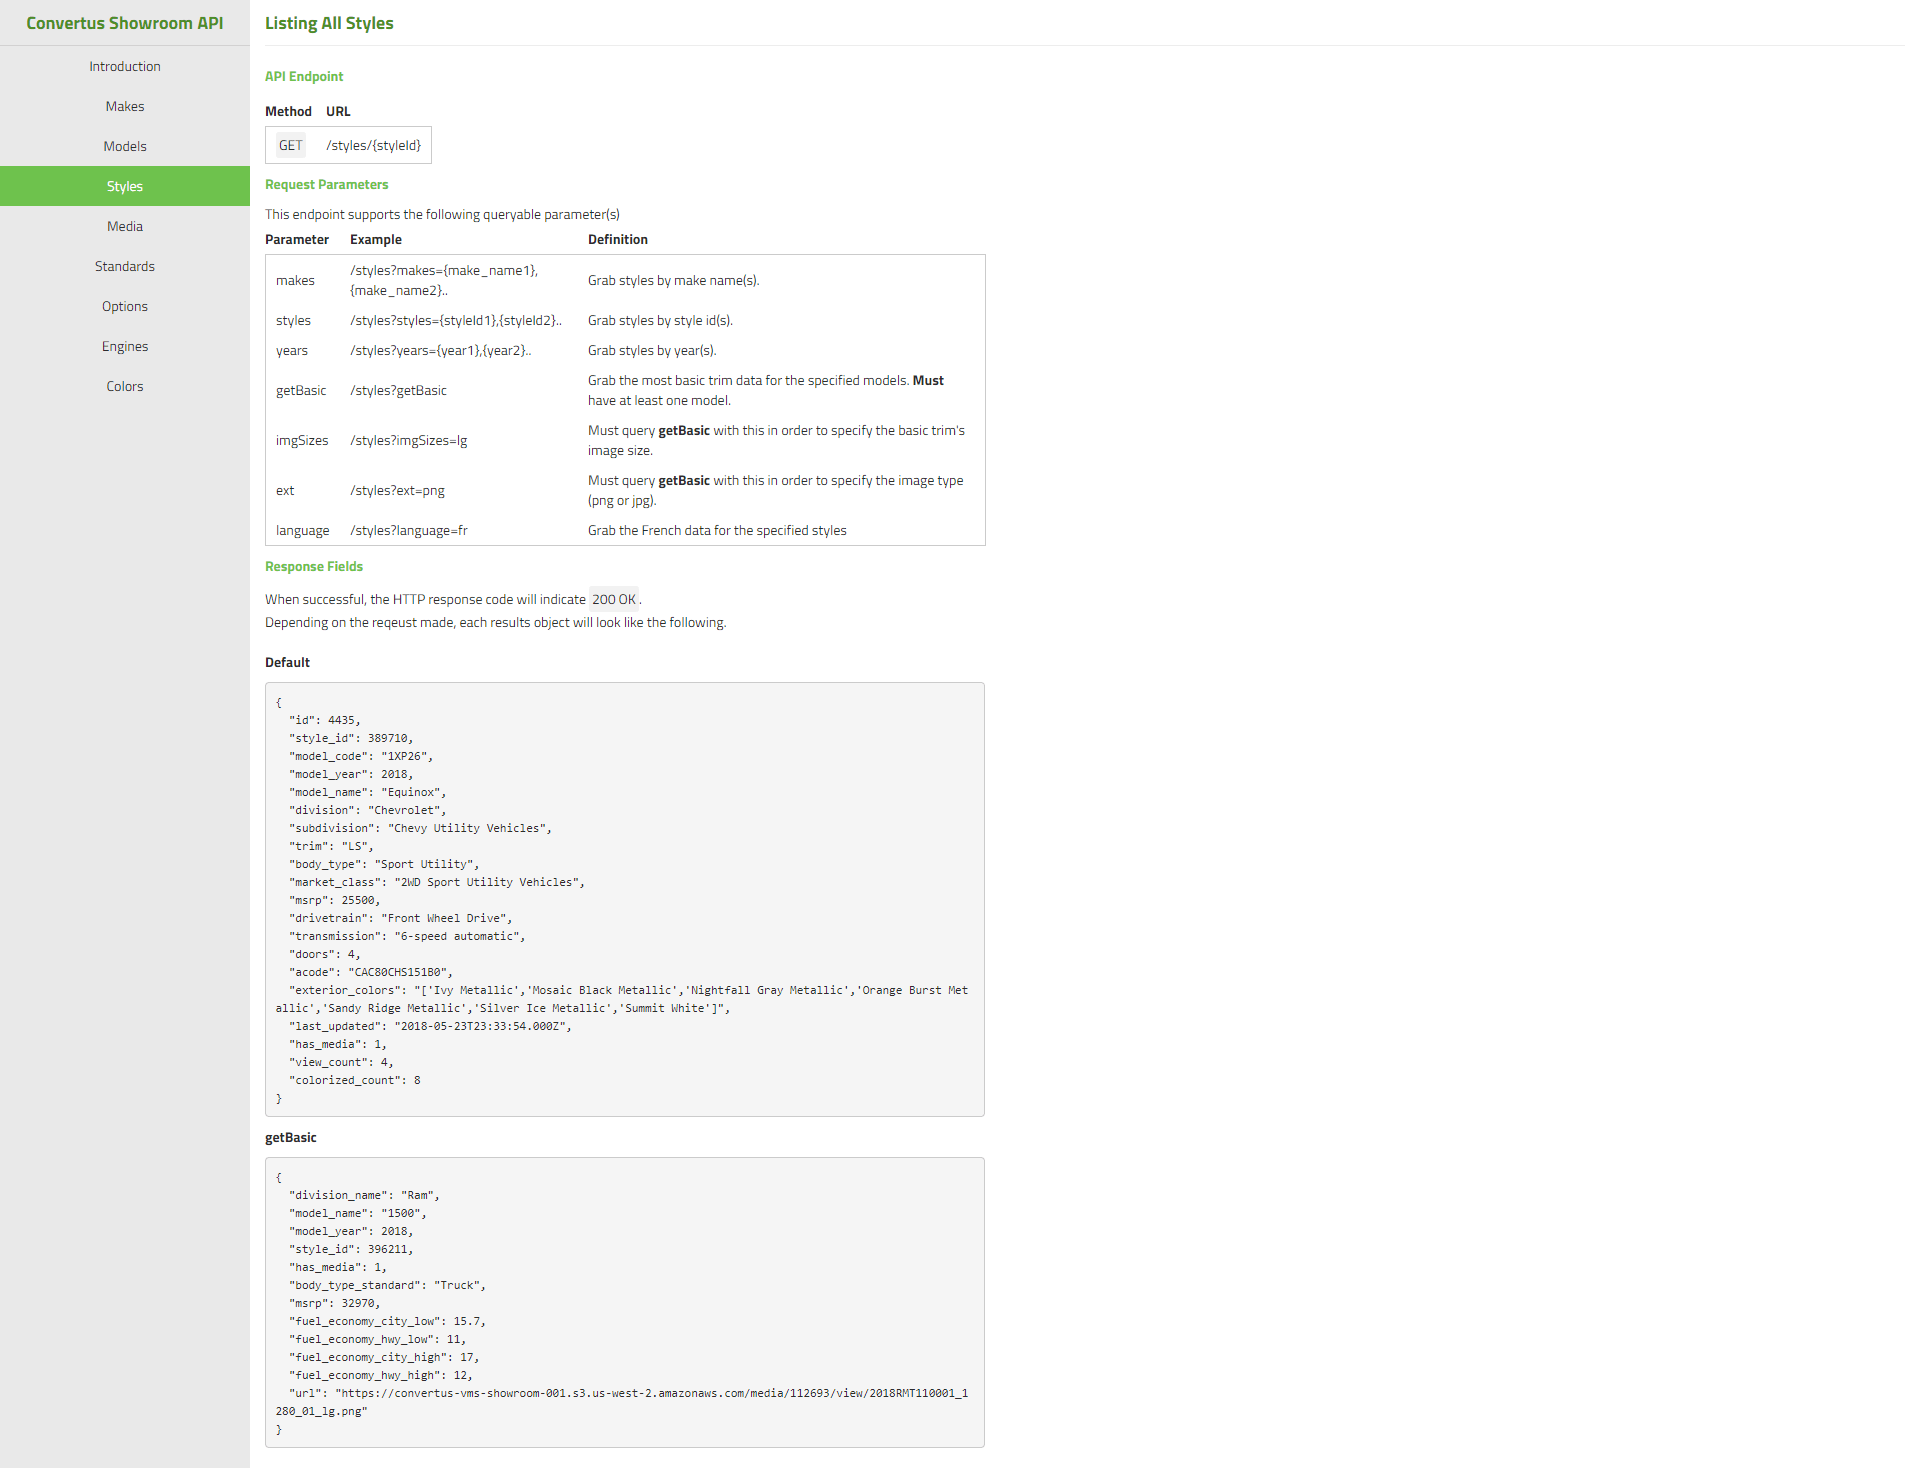 Convertus Showroom API
Introduction
Makes
Models
Styles
Media
Standards
Options
Engines
Colors
Listing All Styles
API Endpoint
Method URL
GET /styles/{styleId}
Request Parameters
This endpoint supports the following queryable parameter(s)
Parameter Example Definition
makes /styles?makes={make_name1},{make_name2}.. Grab styles by make name(s).
styles /styles?styles={styleId1},{styleId2}.. Grab styles by style id(s).
years /styles?years={year1},{year2}.. Grab styles by year(s).
getBasic /styles?getBasic Grab the most basic trim data for the specified models. Must
have at least one model.
imgSizes /styles?imgSizes=lg Must query getBasic with this in order to specify the basic trim's
image size.
ext /styles?ext=png Must query getBasic with this in order to specify the image type
(png or jpg).
language /styles?language=fr Grab the French data for the specified styles
Response Fields
When successful, the HTTP response code will indicate 200 OK.
Depending on the reqeust made, each results object will look like the following.
Default
{
"id": 4435,
"style_id": 389710,
"model_code": "1XP26",
"model_year": 2018,
"model_name": "Equinox",
"division": "Chevrolet",
"subdivision": "Chevy Utility Vehicles",
"trim": "LS",
"body_type": "Sport Utility",
"market_class": "2WD Sport Utility Vehicles",
"msrp": 25500,
"drivetrain": "Front Wheel Drive",
"transmission": "6-speed automatic",
"doors": 4,
"acode": "CAC80CHS151B0",
"exterior_colors": "['Ivy Metallic','Mosaic Black Metallic','Nightfall Gray Metallic','Orange Burst Met
allic','Sandy Ridge Metallic','Silver Ice Metallic','Summit White']",
"last_updated": "2018-05-23T23:33:54.000Z",
"has_media": 1,
"view_count": 4,
"colorized_count": 8
}
getBasic
{
"division_name": "Ram",
"model_name": "1500",
"model_year": 2018,
"style_id": 396211,
"has_media": 1,
"body_type_standard": "Truck",
"msrp": 32970,
"fuel_economy_city_low": 15.7,
"fuel_economy_hwy_low": 11,
"fuel_economy_city_high": 17,
"fuel_economy_hwy_high": 12,
"url": "https://convertus-vms-showroom-001.s3.us-west-2.amazonaws.com/media/112693/view/2018RMT110001_1
280_01_lg.png"
}